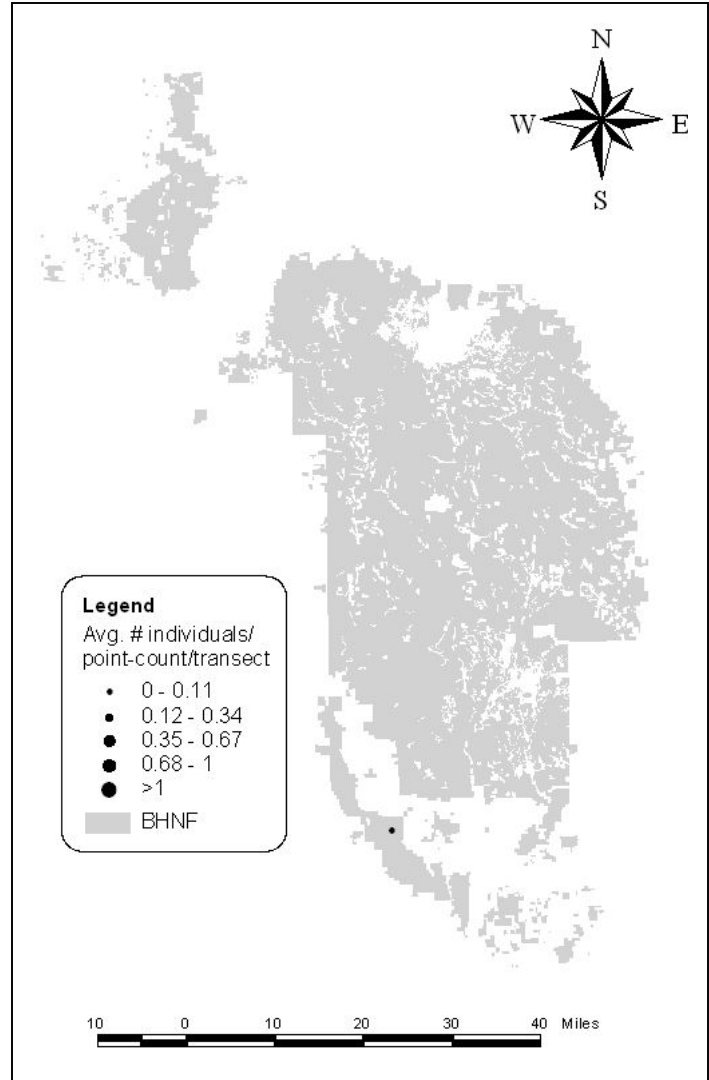 N
W E
S
Legend
Avg. # individuals/
point-count/transect
0 - 0.11
0.12 - 0.34
0.35 - 0.67
0.68 - 1
>1
BHNF
10 0 10 20 30 40 Miles